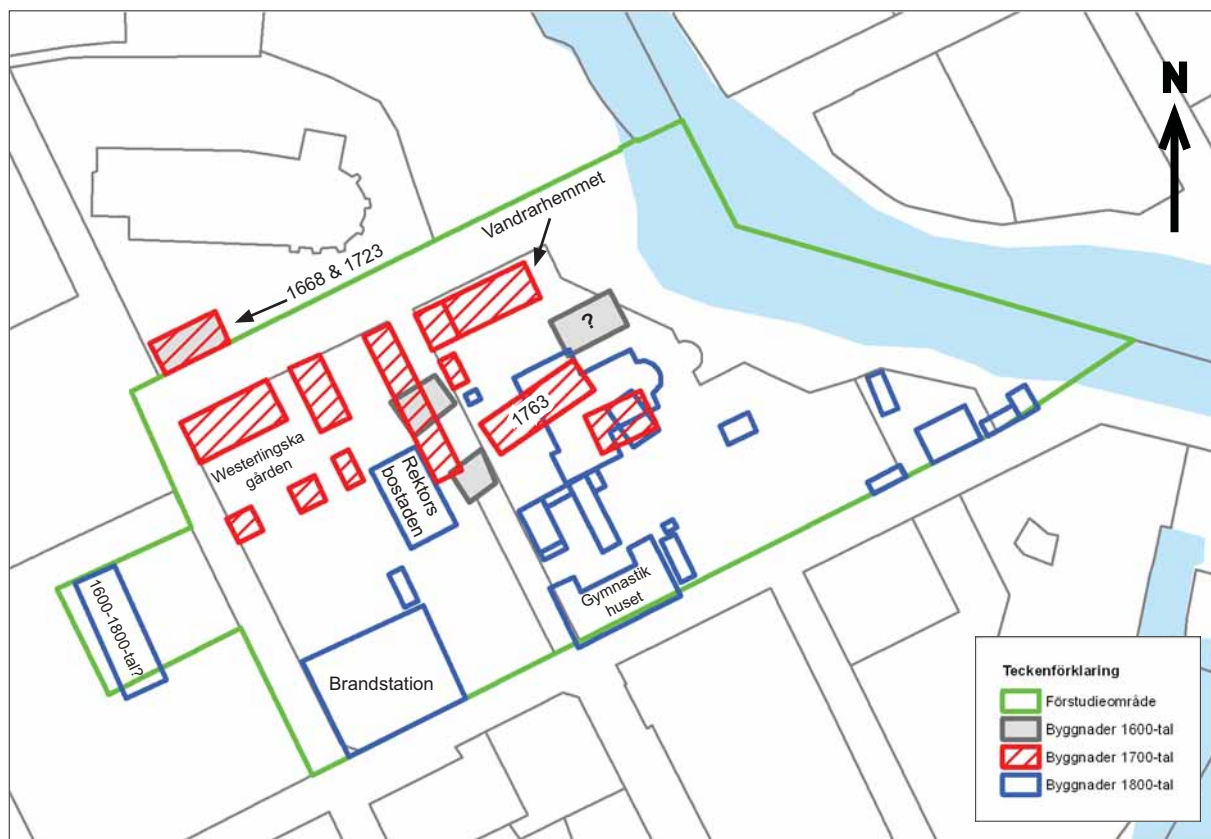 N
Vandrarhemmet
1668 & 1723
?
1763
Westerlingska
gården
Rektors
bostaden
1600-1800-tal?
Gymnastik
huset
Brandstation
Teckenförklaring
Förstudieområde
Byggnader 1600-tal
Byggnader 1700-tal
Byggnader 1800-tal